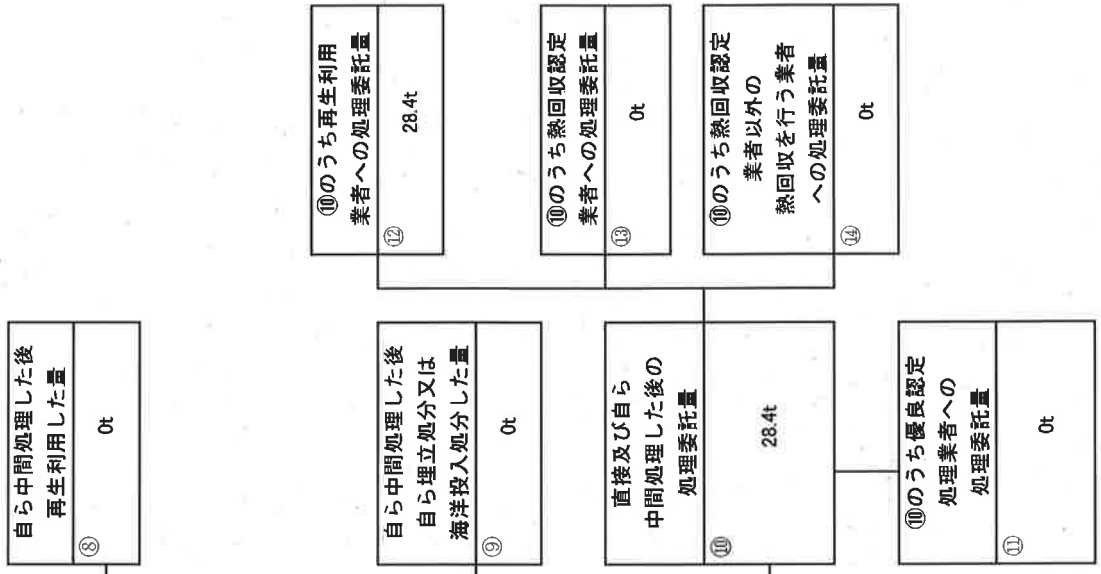 自ら中間処理した後
再生利用した量
⑧
0t
自ら中間処理した後
自ら埋立処分又は
海洋投入処分した量
⑨
0t
直接及び自ら
中間処理した後の
処理委託量
⑩
28.4t
⑩のうち優良認定
処理業者への
処理委託量
⑪
0t
⑩のうち再生利用
業者への処理委託量
⑫
28.4t
⑩のうち熱回収認定
業者への処理委託量
⑬
0t
⑩のうち熱回収認定
業者以外の
熱回収を行う業者
への処理委託量
⑭
0t